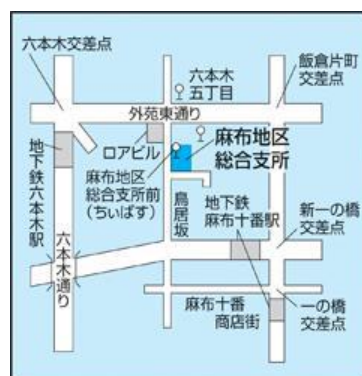 六本木交差点
六本木
五丁目
飯倉片町
交差点
外苑東通り
ロアビル
麻布地区
総合支所
地下鉄六本木駅
麻布地区
総合支所前
(ちぃばす)
鳥居坂
地下鉄
麻布十番駅
新一の橋
交差点
六本木通り
麻布十番
商店街
一の橋
交差点